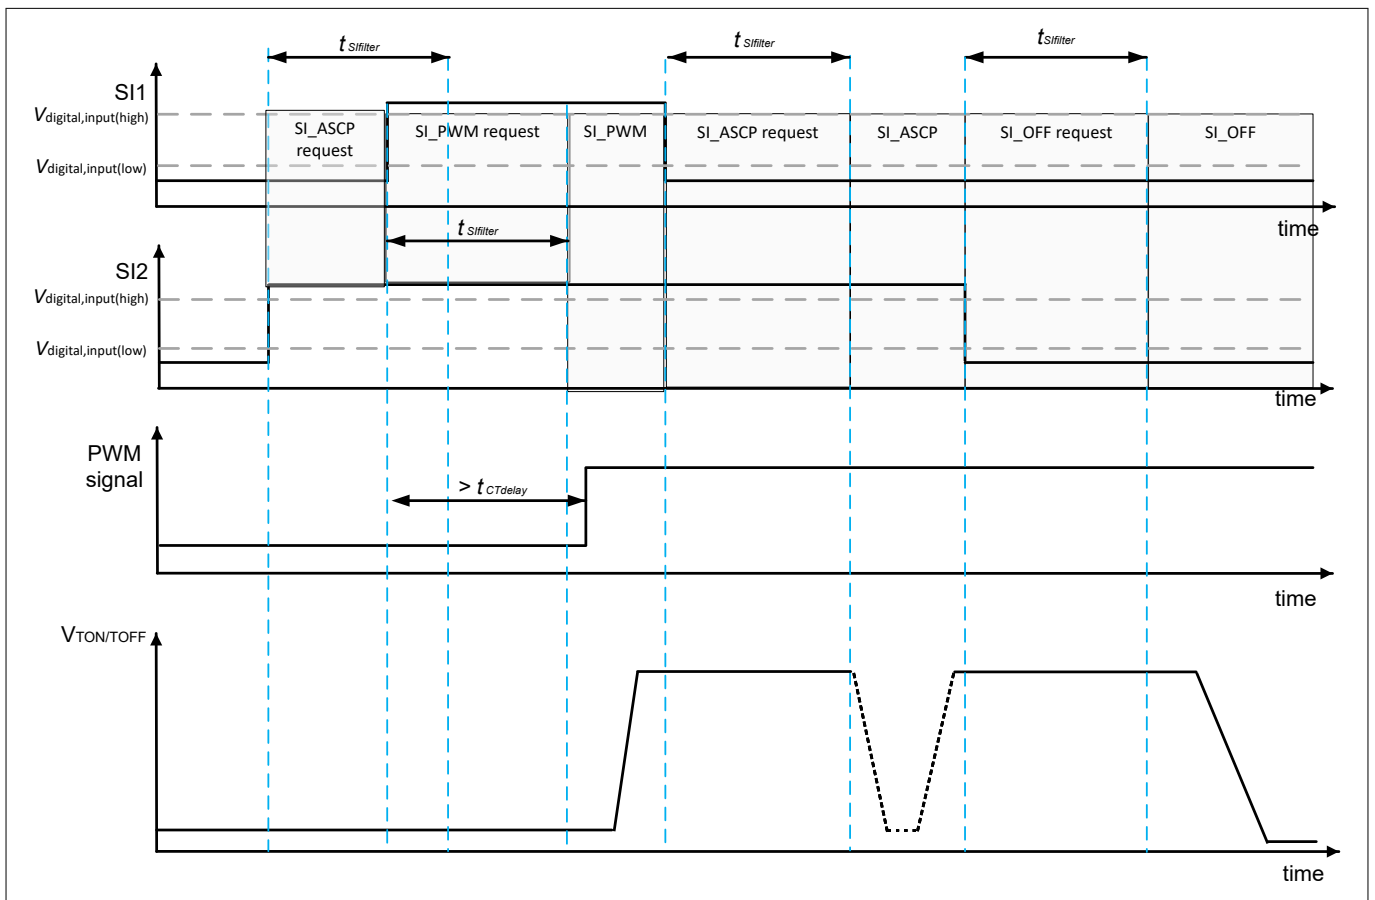 t SIfilter
t SIfilter
t SIfilter
SI1
Vdigital,input(high)
SI_ASCP request
SI_PWM request
SI_PWM
SI_ASCP request
SI_ASCP
SI_OFF request
SI_OFF
Vdigital,input(low)
time
t SIfilter
SI2
Vdigital,input(high)
Vdigital,input(low)
time
PWM
signal
> t CTdelay
time
VTON/TOFF
time